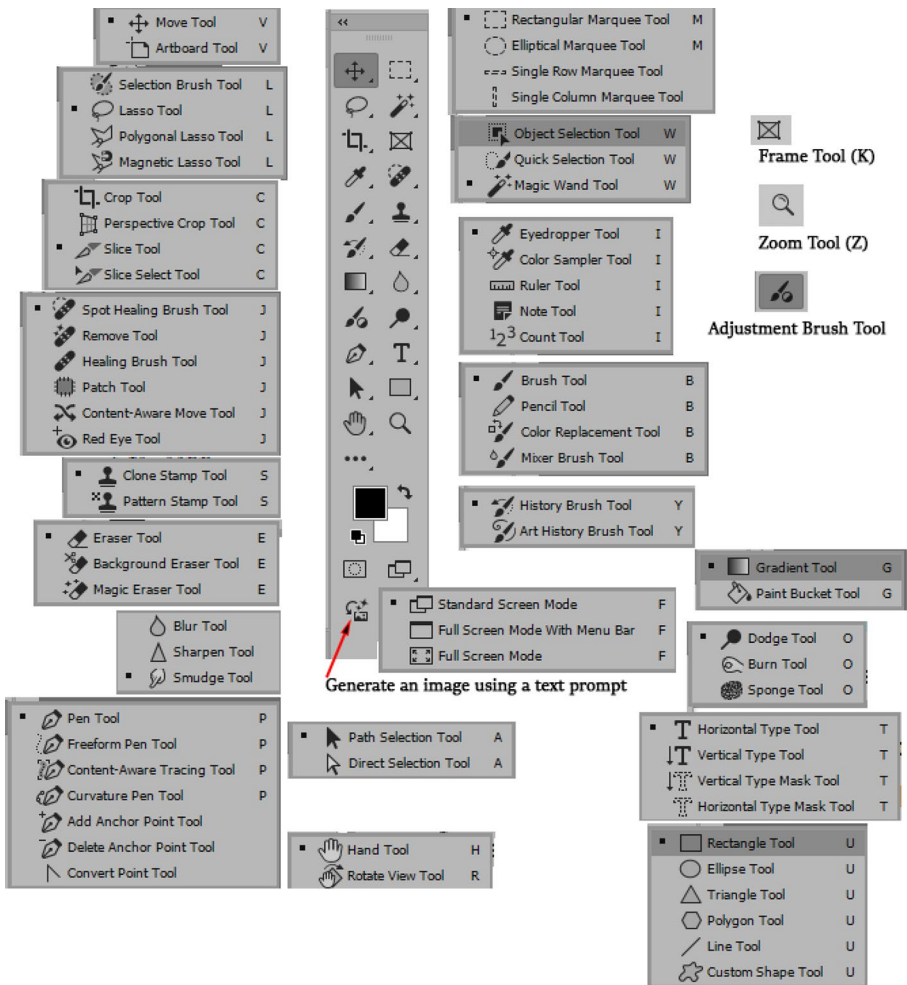 Move Tool V
Artboard Tool V
Selection Brush Tool L
Lasso Tool L
Polygonal Lasso Tool L
Magnetic Lasso Tool L
Crop Tool C
Perspective Crop Tool C
Slice Tool C
Slice Select Tool C
Spot Healing Brush Tool J
Remove Tool J
Healing Brush Tool J
Patch Tool J
Content-Aware Move Tool J
Red Eye Tool J
Clone Stamp Tool S
Pattern Stamp Tool S
Eraser Tool E
Background Eraser Tool E
Magic Eraser Tool E
Blur Tool
Sharpen Tool
Smudge Tool
Pen Tool P
Freeform Pen Tool P
Content-Aware Tracing Tool P
Curvature Pen Tool P
Add Anchor Point Tool
Delete Anchor Point Tool
Convert Point Tool
Rectangular Marquee Tool M
Elliptical Marquee Tool M
Single Row Marquee Tool
Single Column Marquee Tool
Object Selection Tool W
Quick Selection Tool W
Magic Wand Tool W
Eyedropper Tool I
Color Sampler Tool I
Ruler Tool I
Note Tool I
Count Tool I
Brush Tool B
Pencil Tool B
Color Replacement Tool B
Mixer Brush Tool B
History Brush Tool Y
Art History Brush Tool Y
Standard Screen Mode F
Full Screen Mode With Menu Bar F
Full Screen Mode F
Generate an image using a text prompt
Path Selection Tool A
Direct Selection Tool A
Hand Tool H
Rotate View Tool R
Frame Tool (K)
Zoom Tool (Z)
Adjustment Brush Tool
Gradient Tool G
Paint Bucket Tool G
Dodge Tool O
Burn Tool O
Sponge Tool O
Horizontal Type Tool T
Vertical Type Tool T
Vertical Type Mask Tool T
Horizontal Type Mask Tool T
Rectangle Tool U
Ellipse Tool U
Triangle Tool U
Polygon Tool U
Line Tool U
Custom Shape Tool U